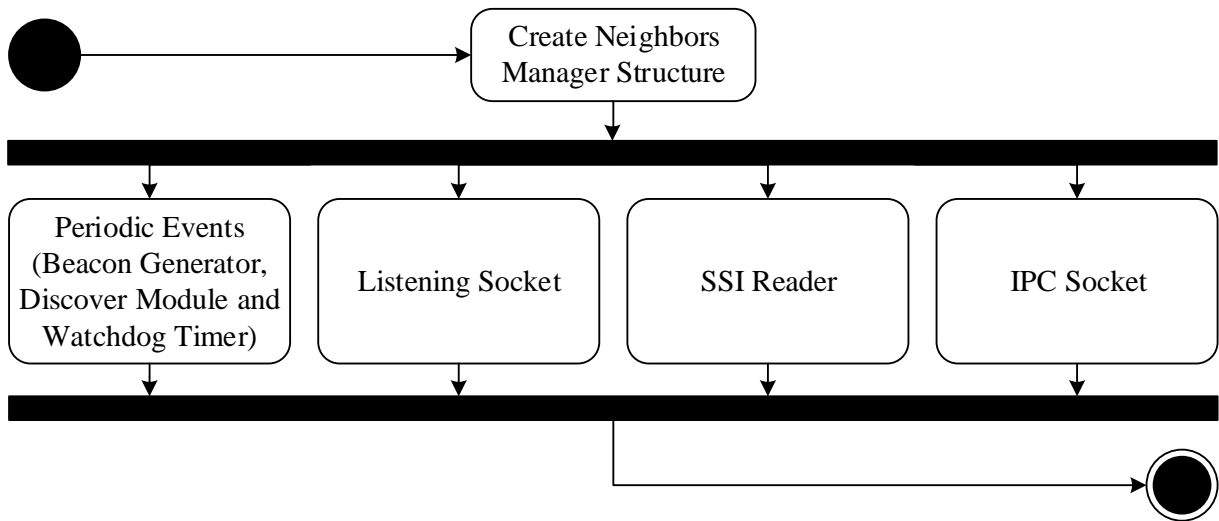 Create Neighbors
Manager Structure
Periodic Events
(Beacon Generator,
Discover Module and
Watchdog Timer)
Listening Socket
SSI Reader
IPC Socket